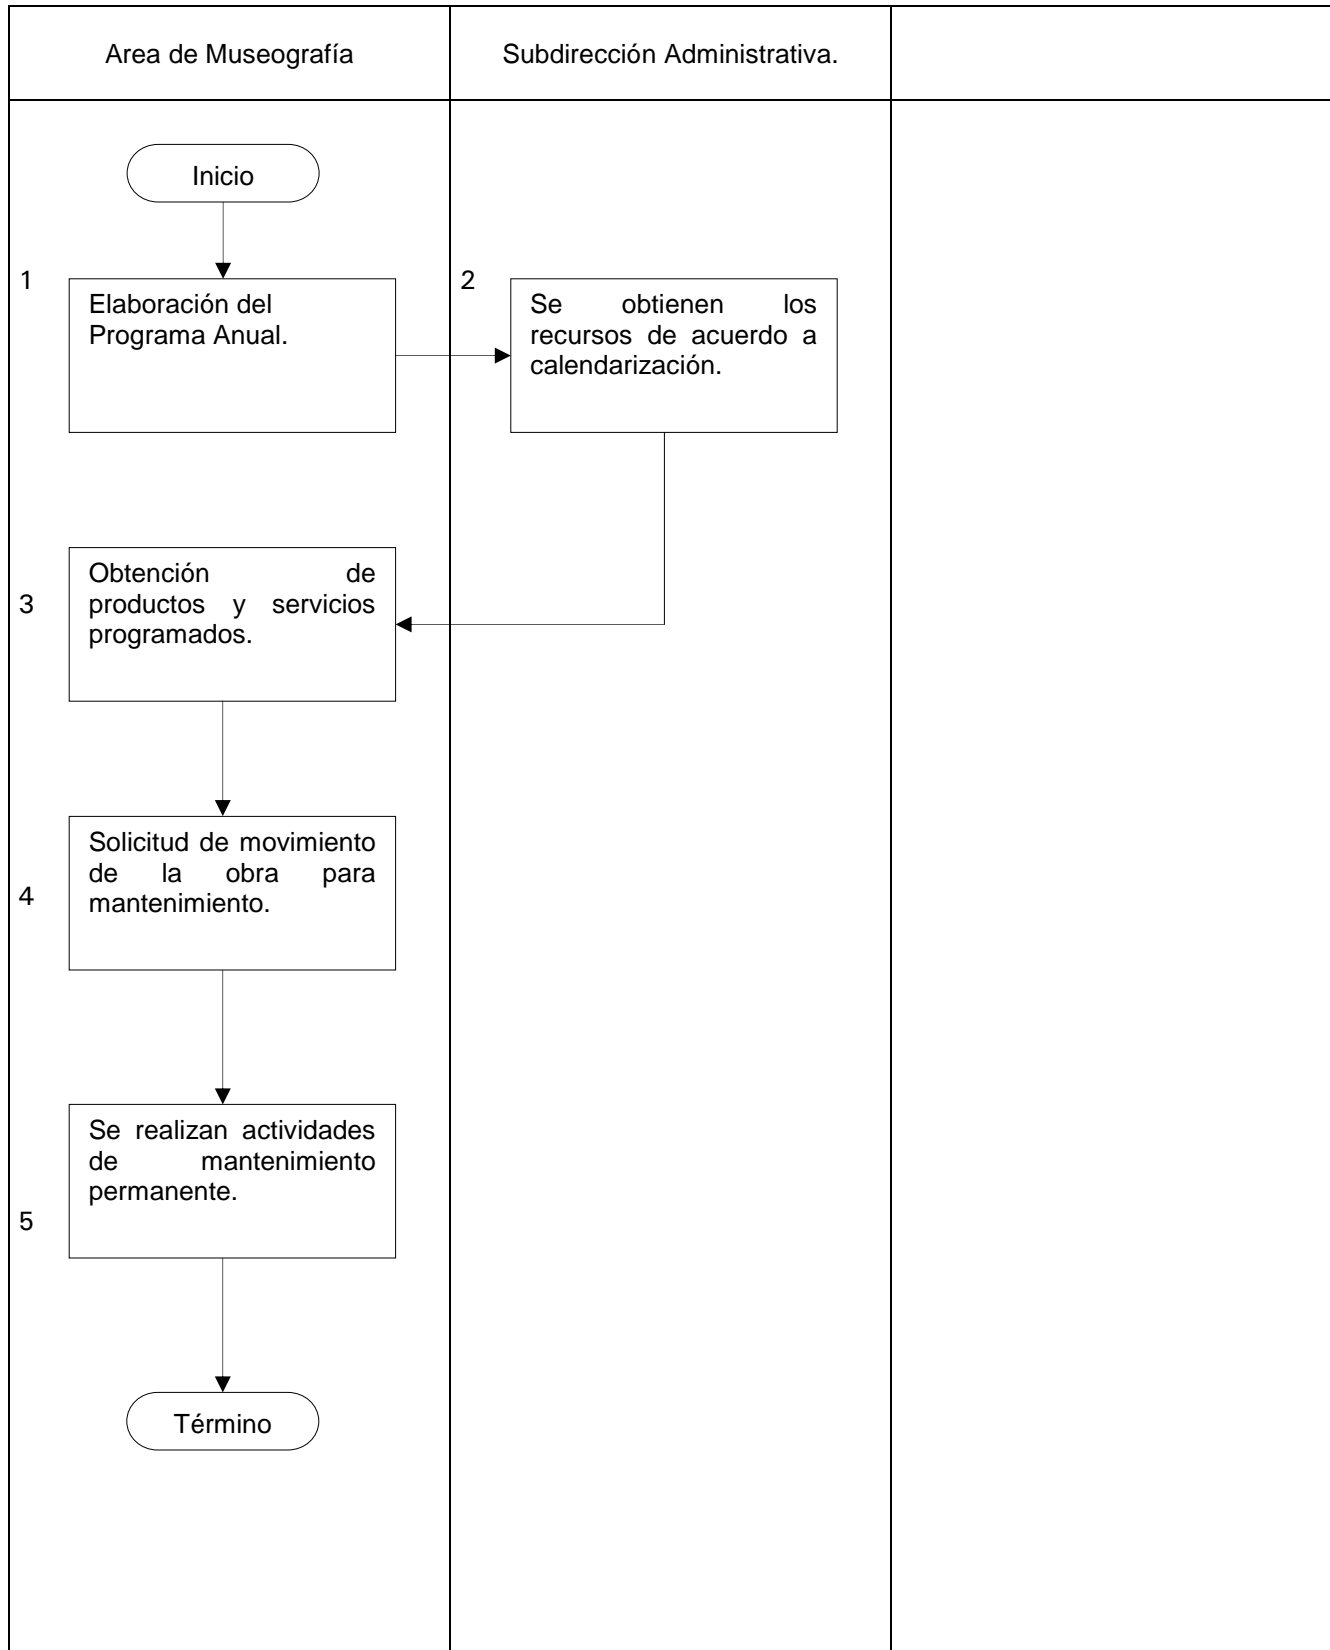 Area de Museografía
Subdirección Administrativa.
Inicio
1
Elaboración del
Programa Anual.
2
Se obtienen los
recursos de acuerdo a
calendarización.
3
Obtención de
productos y servicios
programados.
4
Solicitud de movimiento
de la obra para
mantenimiento.
5
Se realizan actividades
de mantenimiento
permanente.
Término